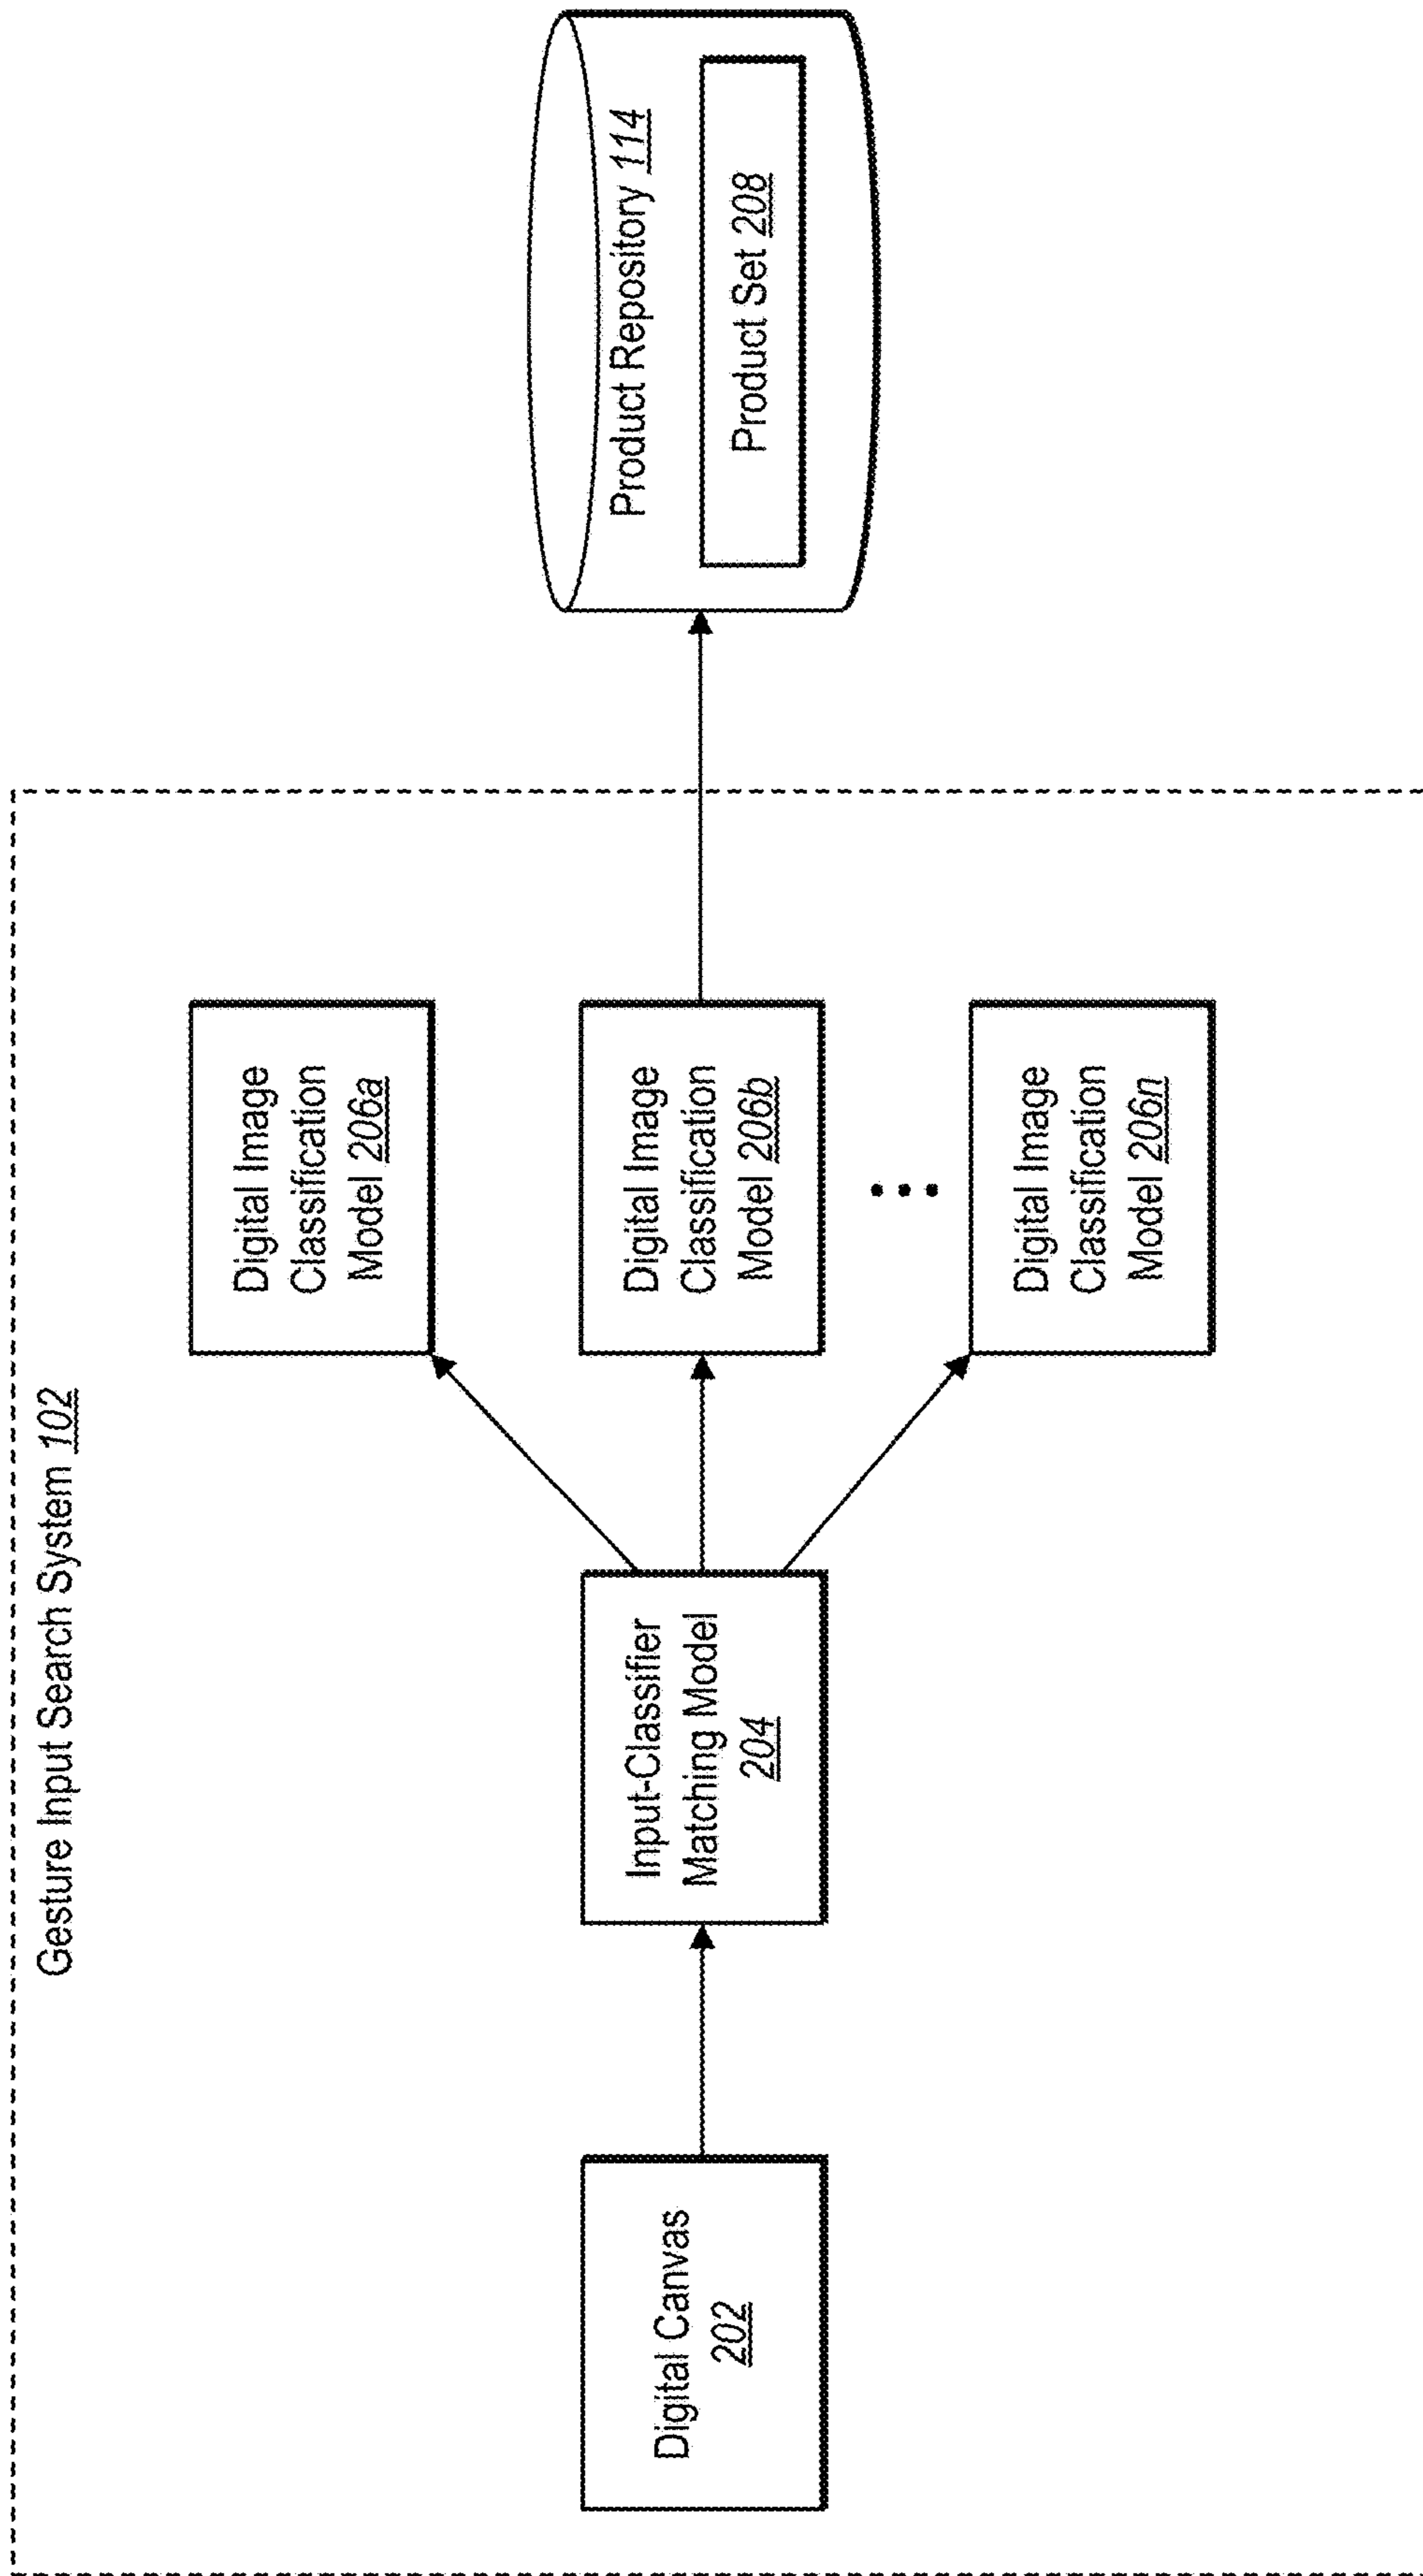 Gesture Input Search System 102
Digital Canvas
202
Input-Classifier
Matching Model
204
Digital Image
Classification
Model 206a
Digital Image
Classification
Model 206b
Digital Image
Classification
Model 206n
Product Repository 114
Product Set 208